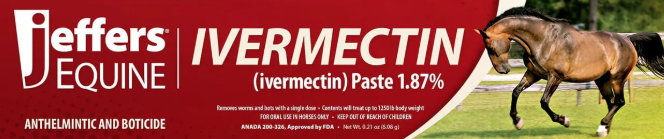 jeffers®
EQUINE
ANTHELMINTIC AND BOTICIDE
IVERMECTIN
(ivermectin) Paste 1.87%
Removes worms and bots with a single dose • Contents will treat up to 1250 lb body weight
FOR ORAL USE IN HORSES ONLY • KEEP OUT OF REACH OF CHILDREN
ANADA 200-326, Approved by FDA • Net Wt. 0.21 oz (6.08 g)